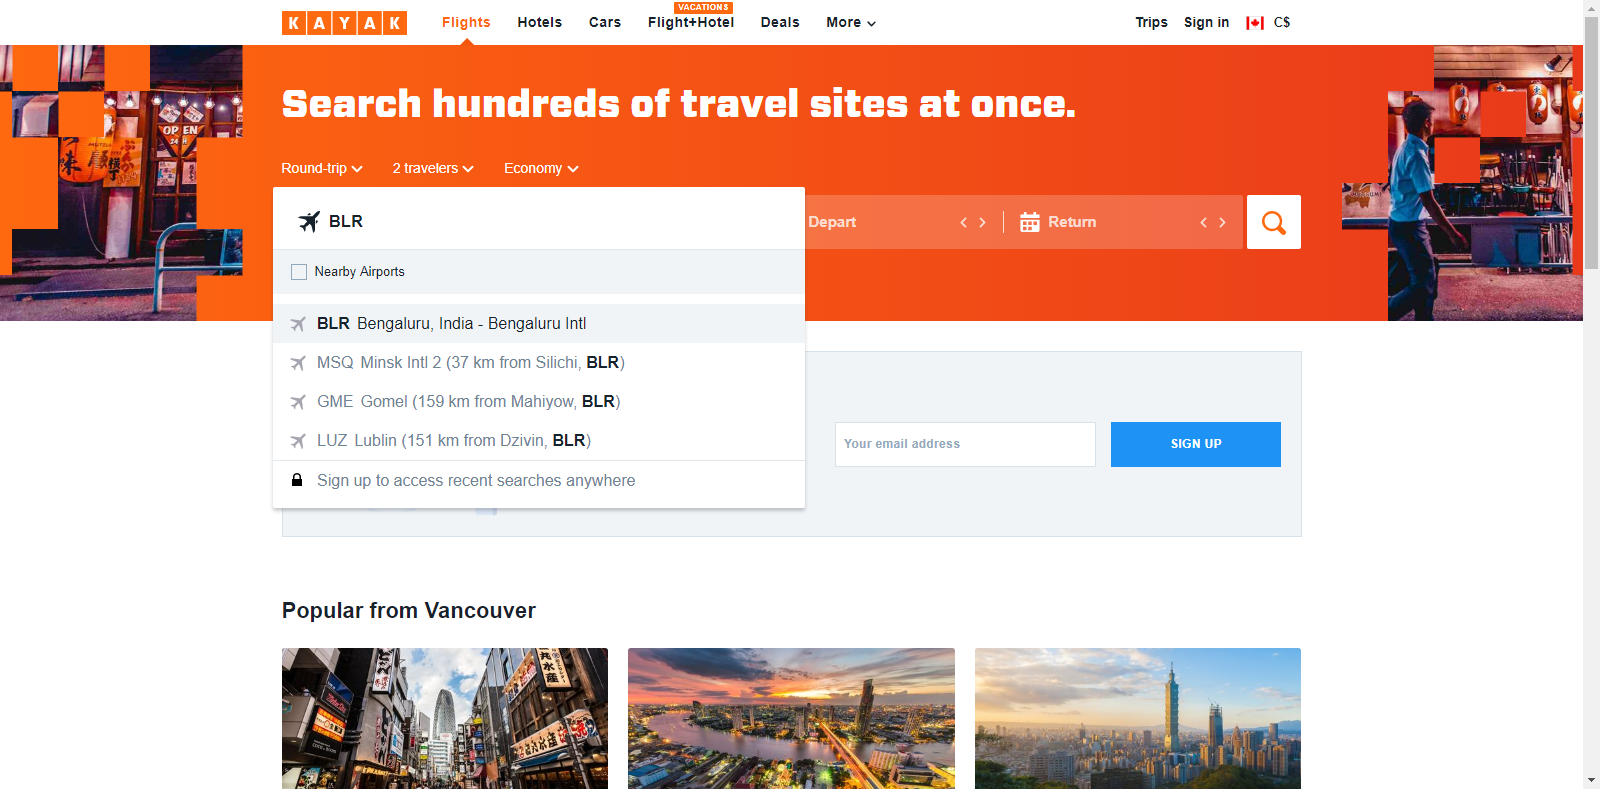 KAYAK
Flights
Hotels
Cars
VACATIONS
Flight+Hotel
Deals
More
Trips
Sign in
C$
Search hundreds of travel sites at once.
Round-trip
2 travelers
Economy
BLR
Depart
Return
Nearby Airports
BLR Bengaluru, India - Bengaluru Intl
MSQ Minsk Intl 2 (37 km from Silichi, BLR)
GME Gomel (159 km from Mahiyow, BLR)
LUZ Lublin (151 km from Dzivin, BLR)
Sign up to access recent searches anywhere
Your email address
SIGN UP
Popular from Vancouver
OPEN